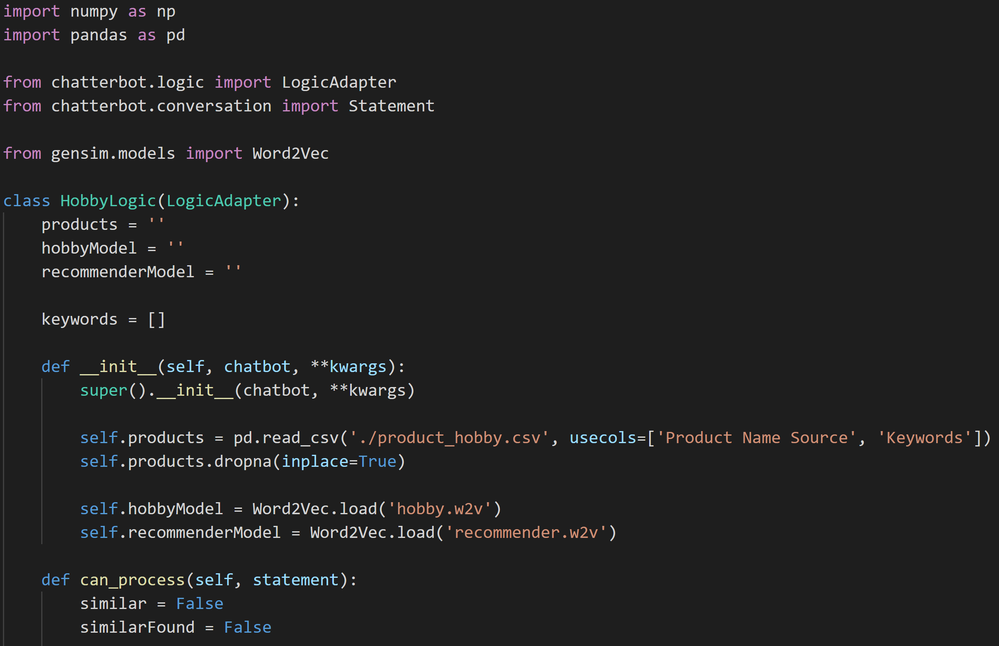 import numpy as np
import pandas as pd
from chatterbot.logic import LogicAdapter
from chatterbot.conversation import Statement
from gensim.models import Word2Vec
class HobbyLogic(LogicAdapter):
    products = ''
    hobbyModel = ''
    recommenderModel = ''
    keywords = []
    def __init__(self, chatbot, **kwargs):
        super().__init__(chatbot, **kwargs)
        self.products = pd.read_csv('./product_hobby.csv', usecols=['Product Name Source', 'Keywords'])
        self.products.dropna(inplace=True)
        self.hobbyModel = Word2Vec.load('hobby.w2v')
        self.recommenderModel = Word2Vec.load('recommender.w2v')
    def can_process(self, statement):
        similar = False
        similarFound = False